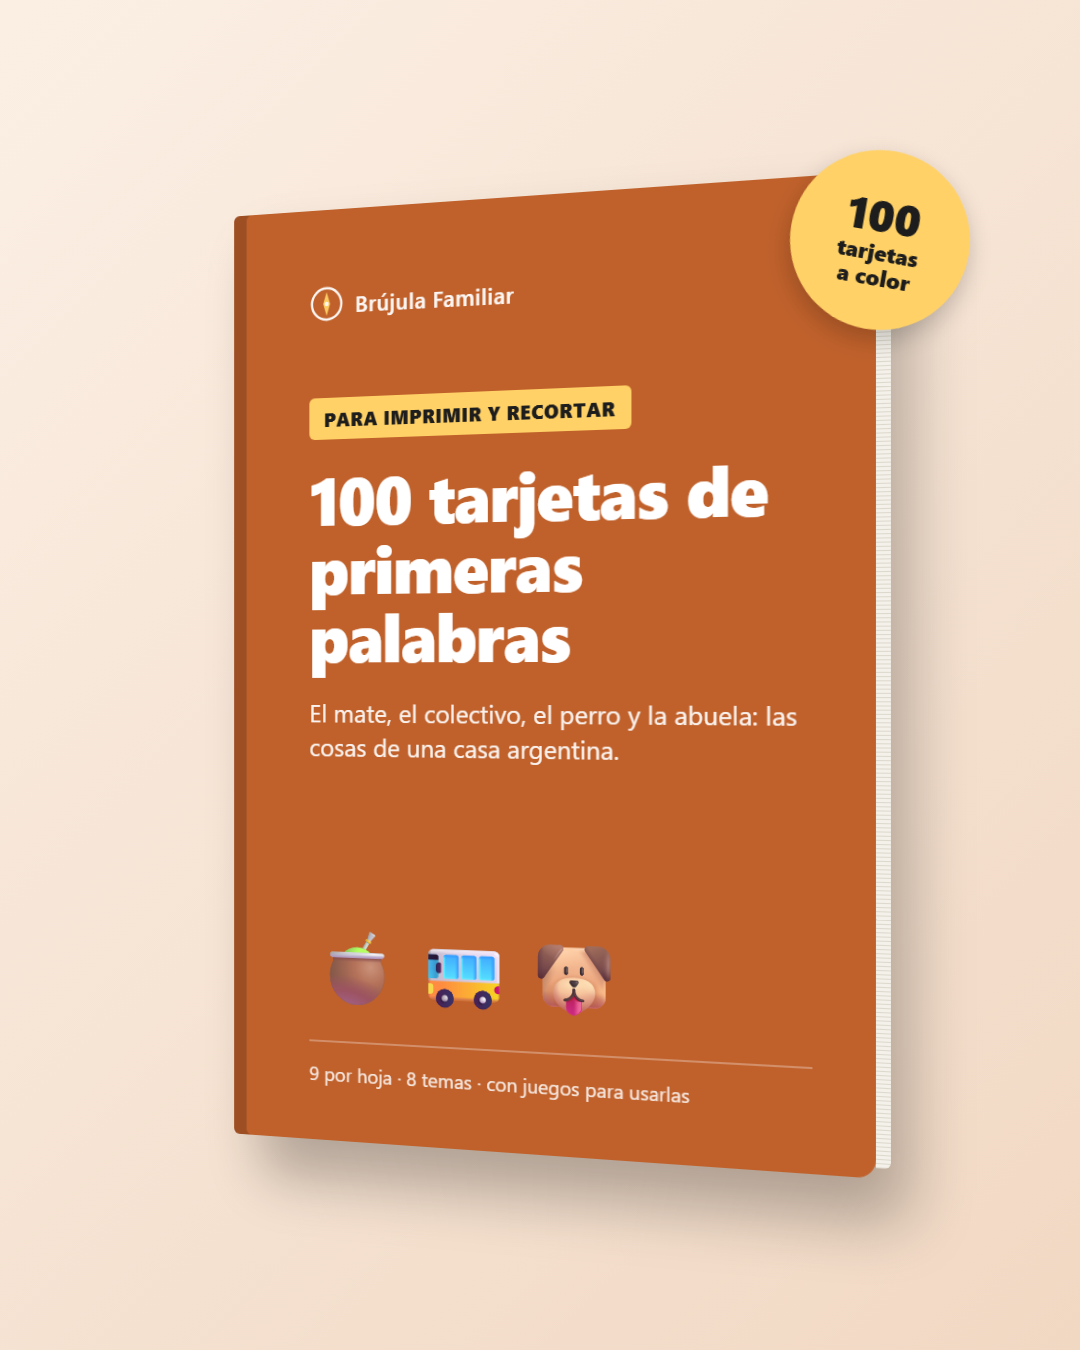 100
tarjetas
a color
Brújula Familiar
PARA IMPRIMIR Y RECORTAR
100 tarjetas de
primeras
palabras
El mate, el colectivo, el perro y la abuela: las
cosas de una casa argentina.
9 por hoja · 8 temas · con juegos para usarlas